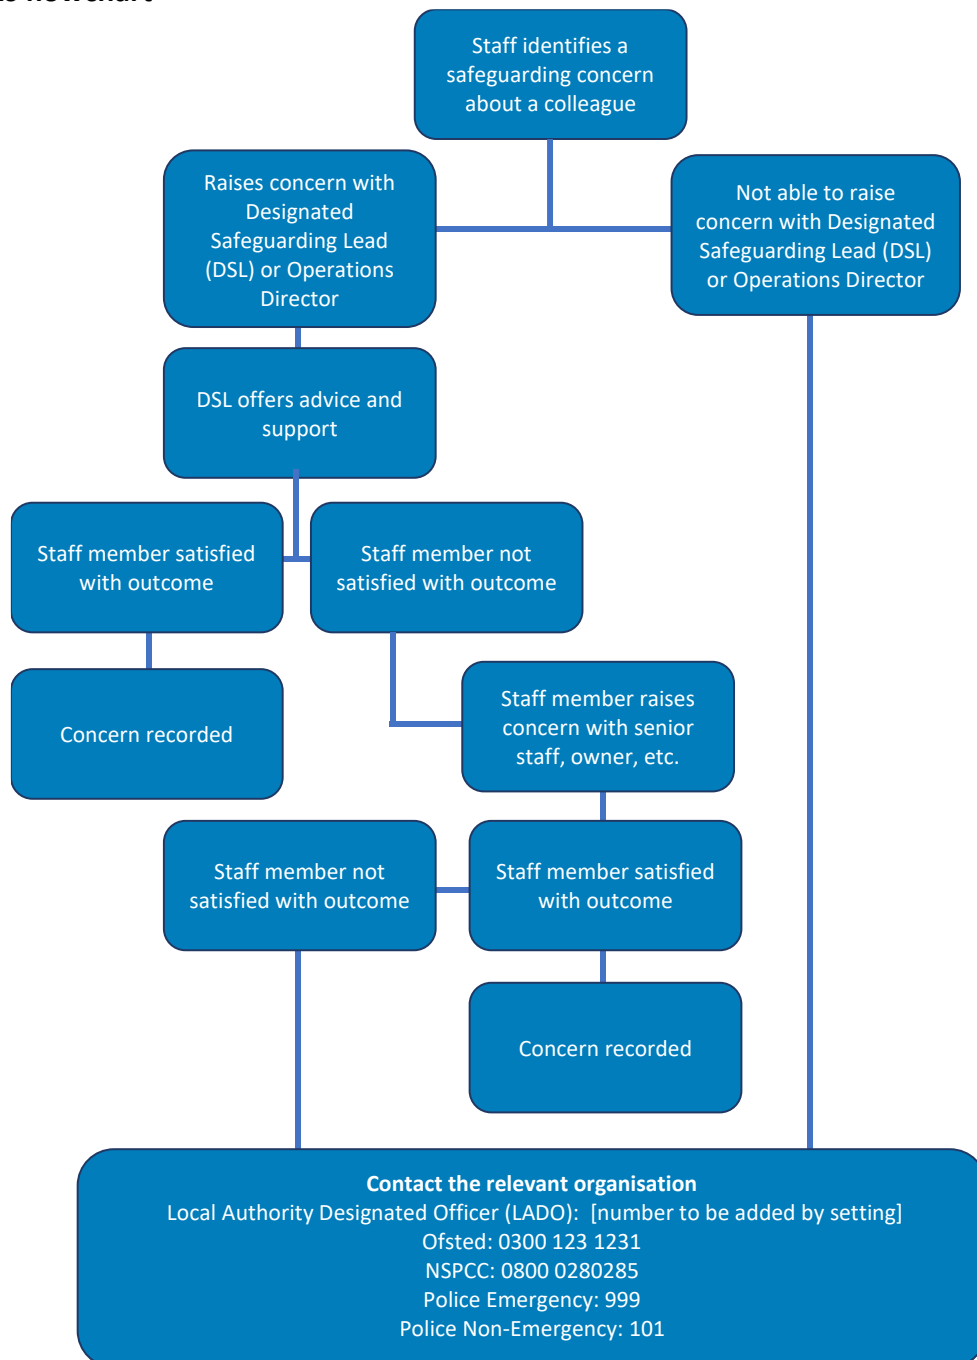 flowchart
Staff identifies a
safeguarding concern
about a colleague
Raises concern with
Designated
Safeguarding Lead
(DSL) or Operations
Director
Not able to raise
concern with Designated
Safeguarding Lead (DSL)
or Operations Director
DSL offers advice and
support
Staff member satisfied
with outcome
Staff member not
satisfied with outcome
Concern recorded
Staff member raises
concern with senior
staff, owner, etc.
Staff member not
satisfied with outcome
Staff member satisfied
with outcome
Concern recorded
Contact the relevant organisation
Local Authority Designated Officer (LADO):  [number to be added by setting]
Ofsted: 0300 123 1231
NSPCC: 0800 0280285
Police Emergency: 999
Police Non-Emergency: 101